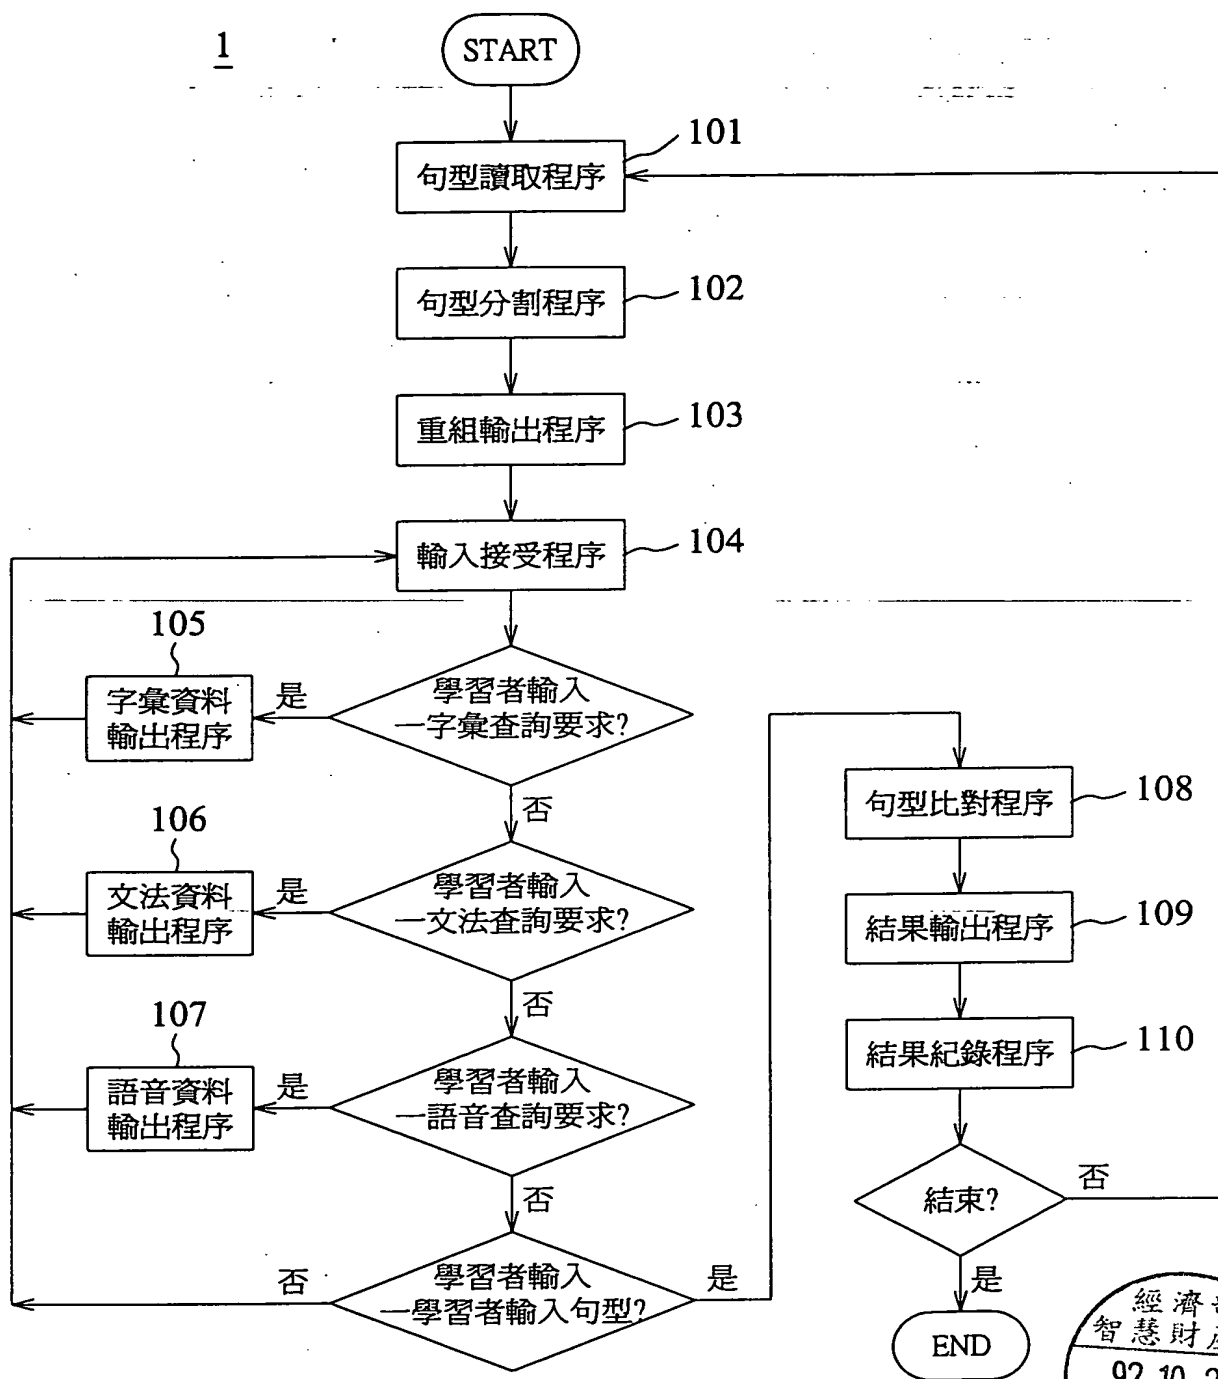 1
START
101
句型讀取程序
句型分割程序
102
重組輸出程序
103
輸入接受程序
104
105
字彙資料
輸出程序
是
學習者輸入
一字彙查詢要求?
否
106
文法資料
輸出程序
是
學習者輸入
一文法查詢要求?
否
107
語音資料
輸出程序
是
學習者輸入
一語音查詢要求?
否
否
學習者輸入
一學習者輸入句型?
是
句型比對程序
108
結果輸出程序
109
結果紀錄程序
110
結束?
否
是
END
經濟
智慧財
92.10.2